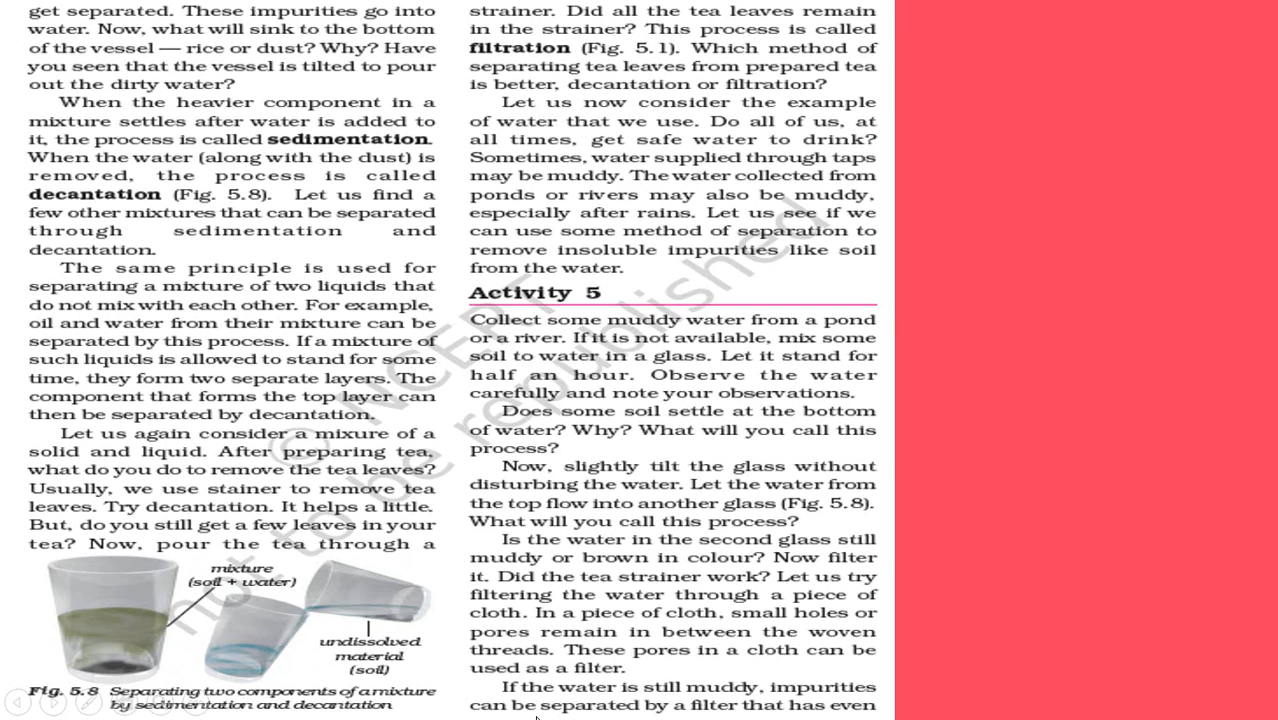 get separated. These impurities go into
water. Now, what will sink to the bottom
of the vessel — rice or dust? Why? Have
you seen that the vessel is tilted to pour
out the dirty water?
When the heavier component in a
mixture settles after water is added to
it, the process is called sedimentation.
When the water (along with the dust) is
removed, the process is called
decantation (Fig. 5.8). Let us find a
few other mixtures that can be separated
through sedimentation and
decantation.
The same principle is used for
separating a mixture of two liquids that
do not mix with each other. For example,
oil and water from their mixture can be
separated by this process. If a mixture of
such liquids is allowed to stand for some
time, they form two separate layers. The
component that forms the top layer can
then be separated by decantation.
Let us again consider a mixure of a
solid and liquid. After preparing tea,
what do you do to remove the tea leaves?
Usually, we use stainer to remove tea
leaves. Try decantation. It helps a little.
But, do you still get a few leaves in your
tea? Now, pour the tea through a
mixture
(soil + water)
undissolved
material
(soil)
Fig. 5.8 Separating two components of a mixture
by sedimentation and decantation
strainer. Did all the tea leaves remain
in the strainer? This process is called
filtration (Fig. 5.1). Which method of
separating tea leaves from prepared tea
is better, decantation or filtration?
Let us now consider the example
of water that we use. Do all of us, at
all times, get safe water to drink?
Sometimes, water supplied through taps
may be muddy. The water collected from
ponds or rivers may also be muddy,
especially after rains. Let us see if we
can use some method of separation to
remove insoluble impurities like soil
from the water.
Activity 5
Collect some muddy water from a pond
or a river. If it is not available, mix some
soil to water in a glass. Let it stand for
half an hour. Observe the water
carefully and note your observations.
Does some soil settle at the bottom
of water? Why? What will you call this
process?
Now, slightly tilt the glass without
disturbing the water. Let the water from
the top flow into another glass (Fig. 5.8).
What will you call this process?
Is the water in the second glass still
muddy or brown in colour? Now filter
it. Did the tea strainer work? Let us try
filtering the water through a piece of
cloth. In a piece of cloth, small holes or
pores remain in between the woven
threads. These pores in a cloth can be
used as a filter.
If the water is still muddy, impurities
can be separated by a filter that has even
© NCERT
not to be republished